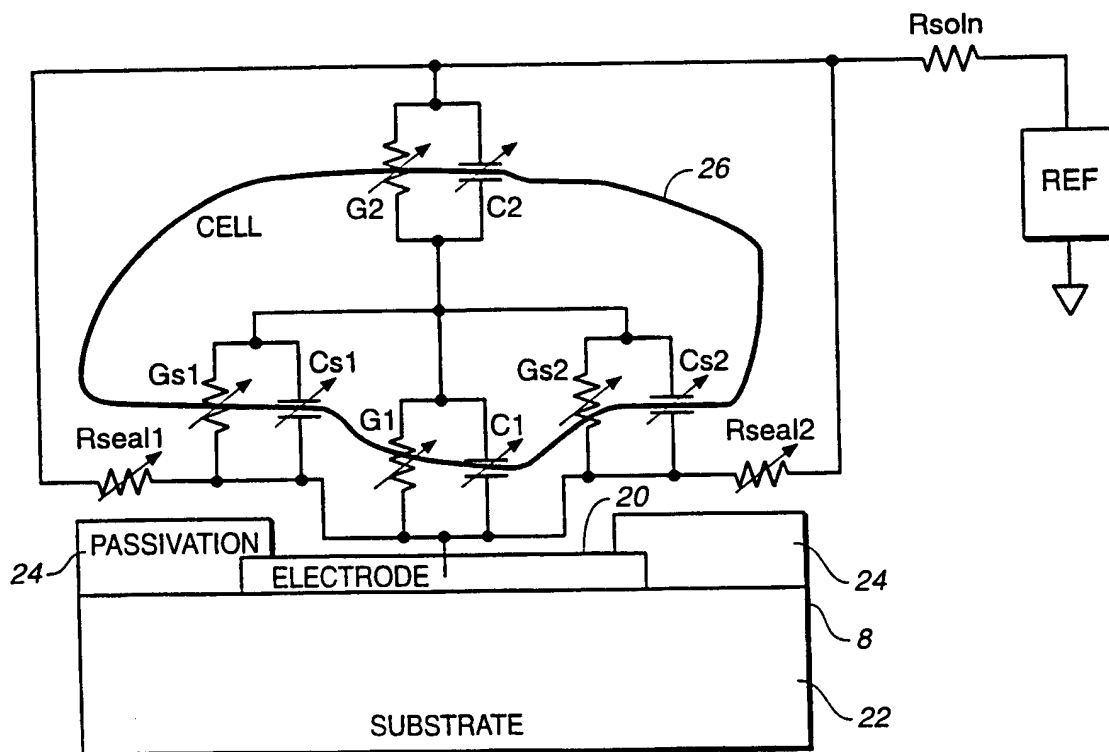 Rsoln
REF
26
G2
C2
CELL
Gs1
Cs1
Gs2
Cs2
G1
C1
Rseal1
Rseal2
20
PASSIVATION
24
ELECTRODE
24
8
22
SUBSTRATE